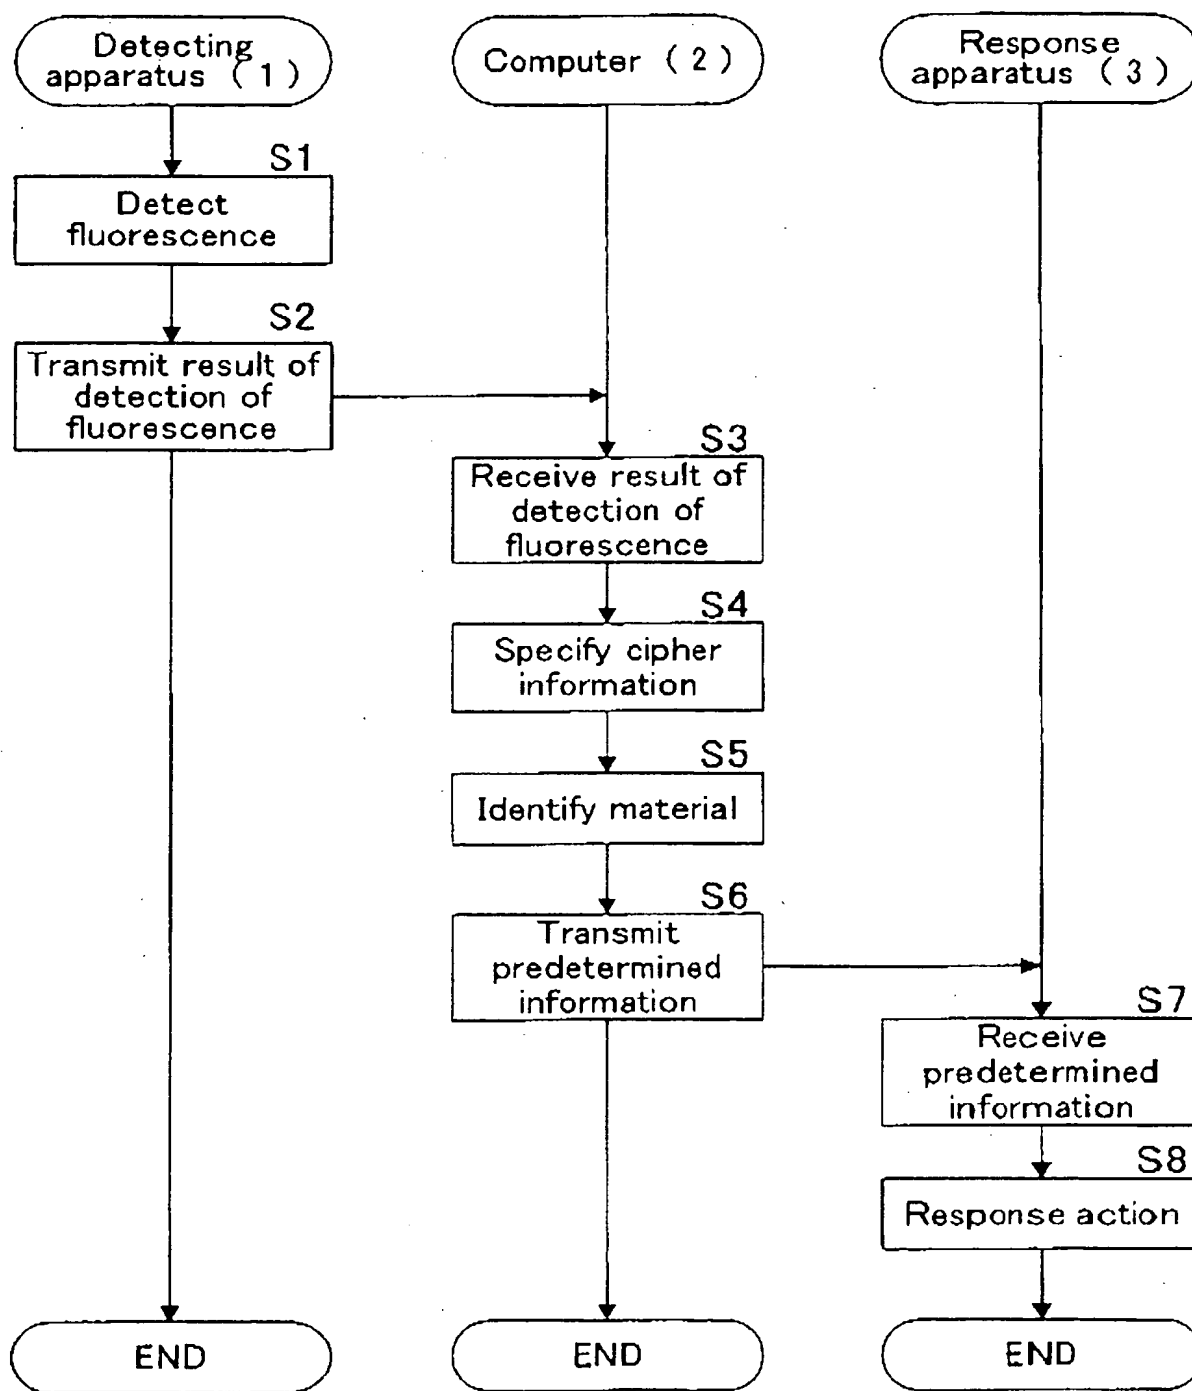 Detecting
apparatus ( 1 )
Computer ( 2 )
Response
apparatus ( 3 )
S1
Detect
fluorescence
S2
Transmit result of
detection of
fluorescence
S3
Receive result of
detection of
fluorescence
S4
Specify cipher
information
S5
Identify material
S6
Transmit
predetermined
information
S7
Receive
predetermined
information
S8
Response action
END
END
END